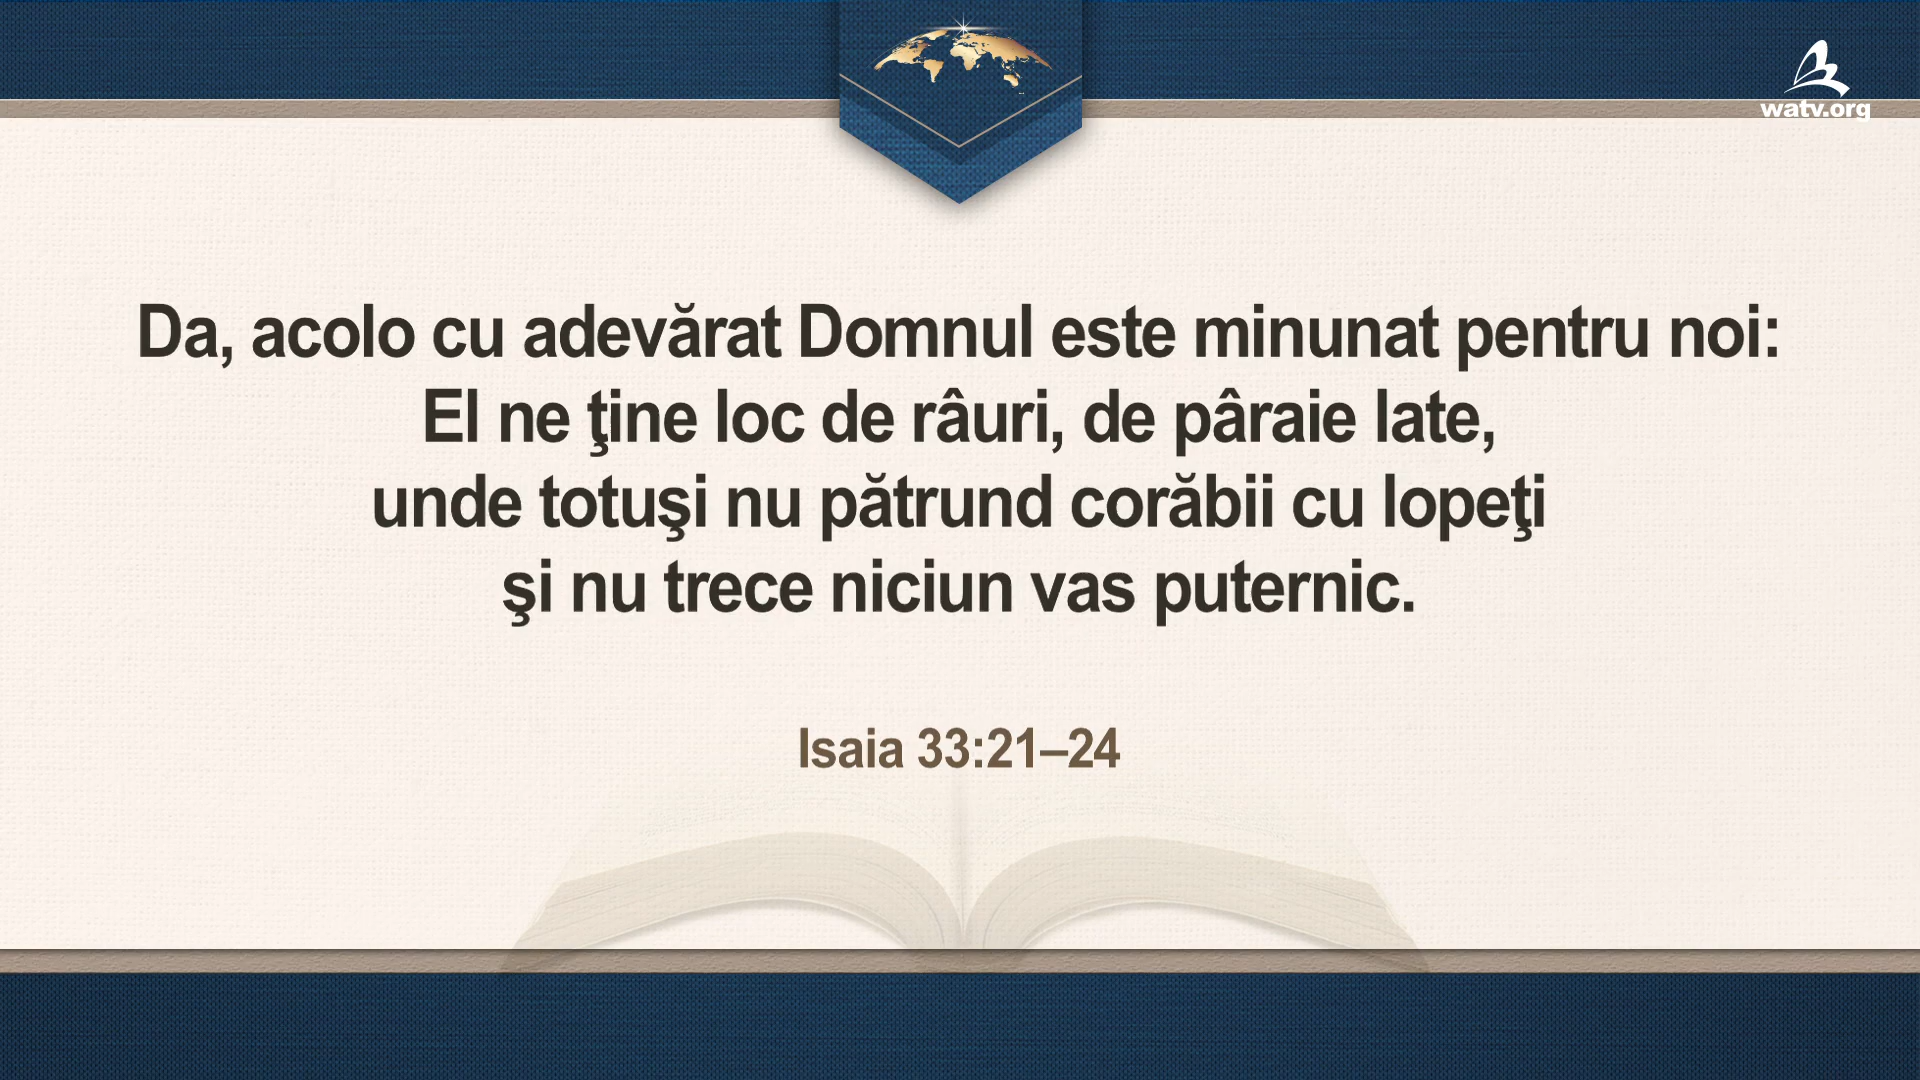 watv.org
Da, acolo cu adevărat Domnul este minunat pentru noi:
El ne ţine loc de râuri, de pâraie late,
unde totuşi nu pătrund corăbii cu lopeţi
şi nu trece niciun vas puternic.
Isaia 33:21–24